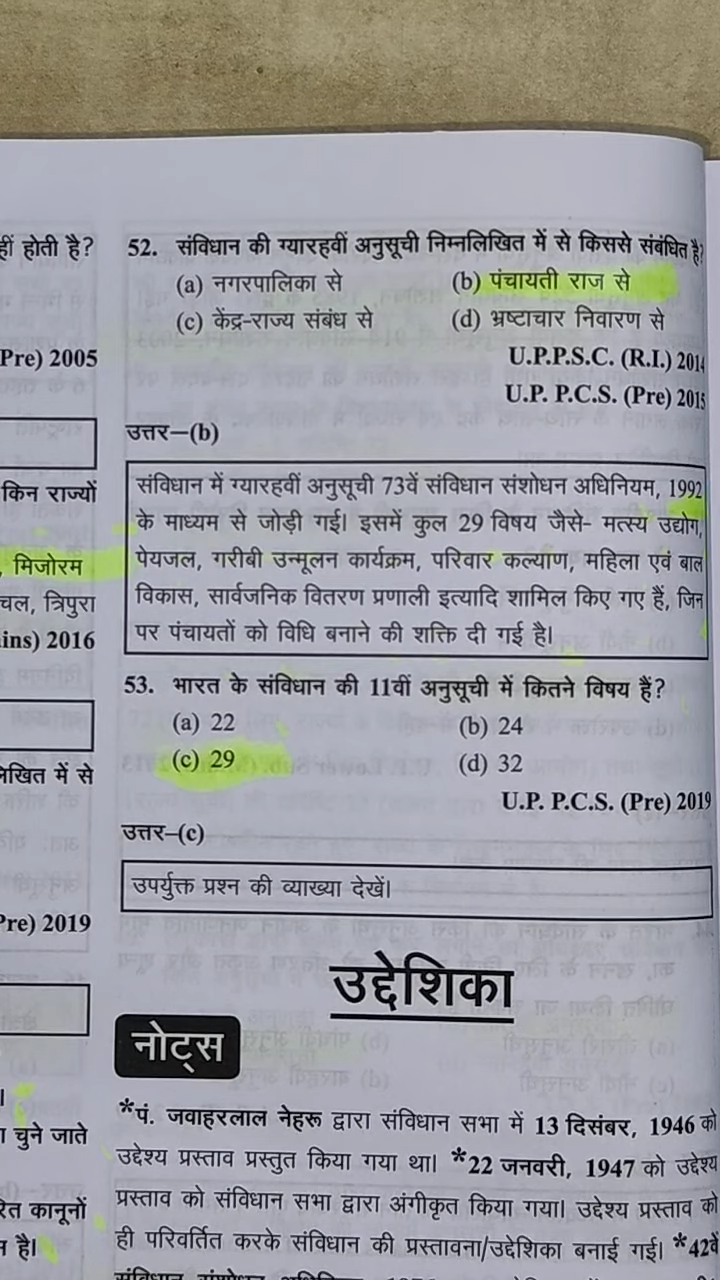 हीं होती है?
Pre) 2005
किन राज्यों
, मिजोरम
चल, त्रिपुरा
ins) 2016
में से
Pre) 2019
चुने जाते
कानूनों
है।
52. संविधान की ग्यारहवीं अनुसूची निम्नलिखित में से किससे संबंधित है?
(a) नगरपालिका से (b) पंचायती राज से
(c) केंद्र-राज्य संबंध से (d) भ्रष्टाचार निवारण से
U.P.P.S.C. (R.I.) 2014
U.P. P.C.S. (Pre) 2015
उत्तर–(b)
संविधान में ग्यारहवीं अनुसूची 73वें संविधान संशोधन अधिनियम, 1992
के माध्यम से जोड़ी गई। इसमें कुल 29 विषय जैसे- मत्स्य उद्योग,
पेयजल, गरीबी उन्मूलन कार्यक्रम, परिवार कल्याण, महिला एवं बाल
विकास, सार्वजनिक वितरण प्रणाली इत्यादि शामिल किए गए हैं, जिन
पर पंचायतों को विधि बनाने की शक्ति दी गई है।
53. भारत के संविधान की 11वीं अनुसूची में कितने विषय हैं?
(a) 22 (b) 24
(c) 29 (d) 32
U.P. P.C.S. (Pre) 2019
उत्तर–(c)
उपर्युक्त प्रश्न की व्याख्या देखें।
उद्देशिका
नोट्स
*पं. जवाहरलाल नेहरू द्वारा संविधान सभा में 13 दिसंबर, 1946 को
उद्देश्य प्रस्ताव प्रस्तुत किया गया था। *22 जनवरी, 1947 को उद्देश्य
प्रस्ताव को संविधान सभा द्वारा अंगीकृत किया गया। उद्देश्य प्रस्ताव को
ही परिवर्तित करके संविधान की प्रस्तावना/उद्देशिका बनाई गई। *42वें
संविधान संशोधन